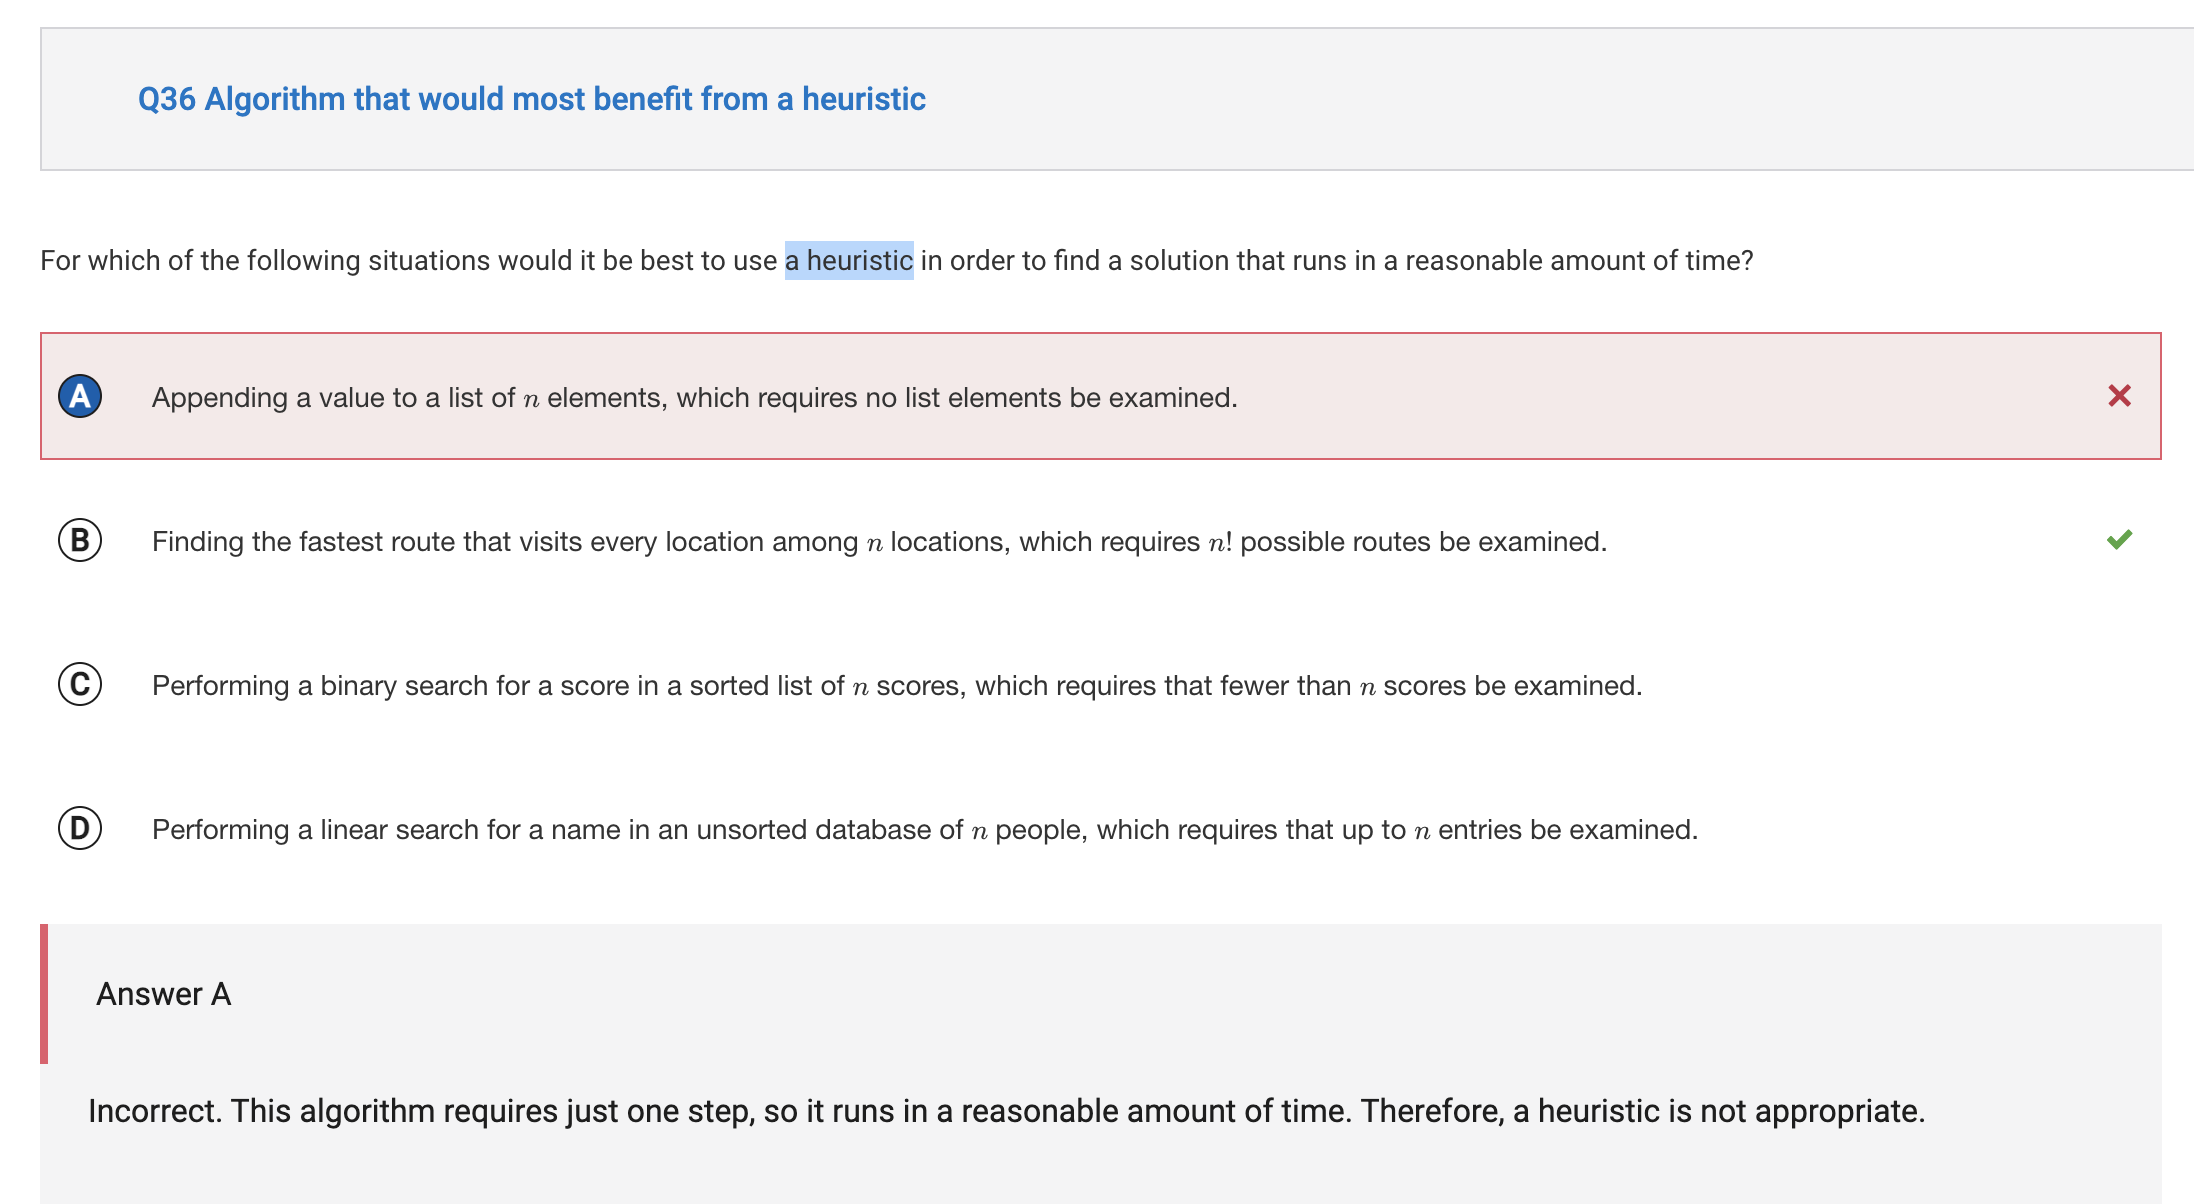 Q36 Algorithm that would most benefit from a heuristic
For which of the following situations would it be best to use a heuristic in order to find a solution that runs in a reasonable amount of time?
A Appending a value to a list of n elements, which requires no list elements be examined.
B Finding the fastest route that visits every location among n locations, which requires n! possible routes be examined.
C Performing a binary search for a score in a sorted list of n scores, which requires that fewer than n scores be examined.
D Performing a linear search for a name in an unsorted database of n people, which requires that up to n entries be examined.
Answer A
Incorrect. This algorithm requires just one step, so it runs in a reasonable amount of time. Therefore, a heuristic is not appropriate.